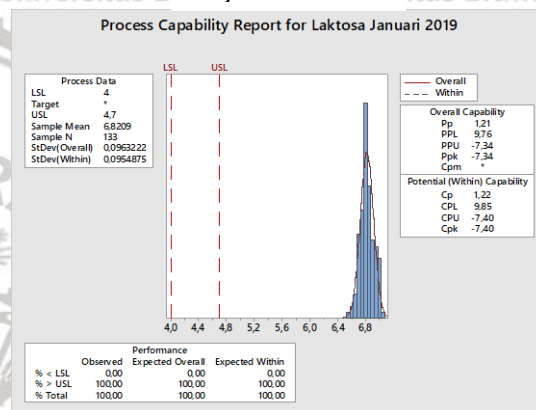 Process Capability Report for Laktosa Januari 2019
LSL USL
Process Data
LSL 4
Target *
USL 4,7
Sample Mean 6,8209
Sample N 133
StDev(Overall) 0,0963222
StDev(Within) 0,0954875
Overall
Within
Overall Capability
Pp 1,21
PPL 9,76
PPU -7,34
Ppk -7,34
Cpm *
Potential (Within) Capability
Cp 1,22
CPL 9,85
CPU -7,40
Cpk -7,40
4,0 4,4 4,8 5,2 5,6 6,0 6,4 6,8
Performance
Observed Expected Overall Expected Within
% < LSL 0,00 0,00 0,00
% > USL 100,00 100,00 100,00
% Total 100,00 100,00 100,00